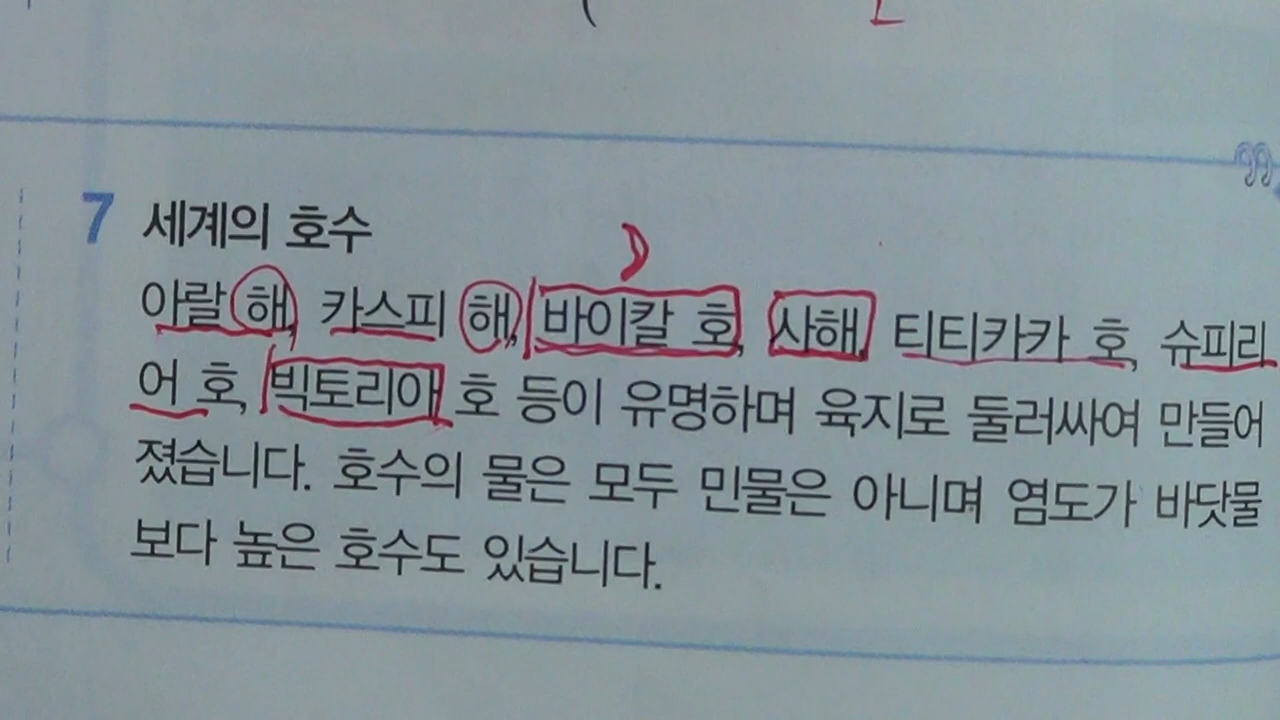 7 세계의 호수
아랄 해, 카스피 해, 바이칼 호, 사해, 티티카카 호, 슈피리
어 호, 빅토리아 호 등이 유명하며 육지로 둘러싸여 만들어
졌습니다. 호수의 물은 모두 민물은 아니며 염도가 바닷물
보다 높은 호수도 있습니다.